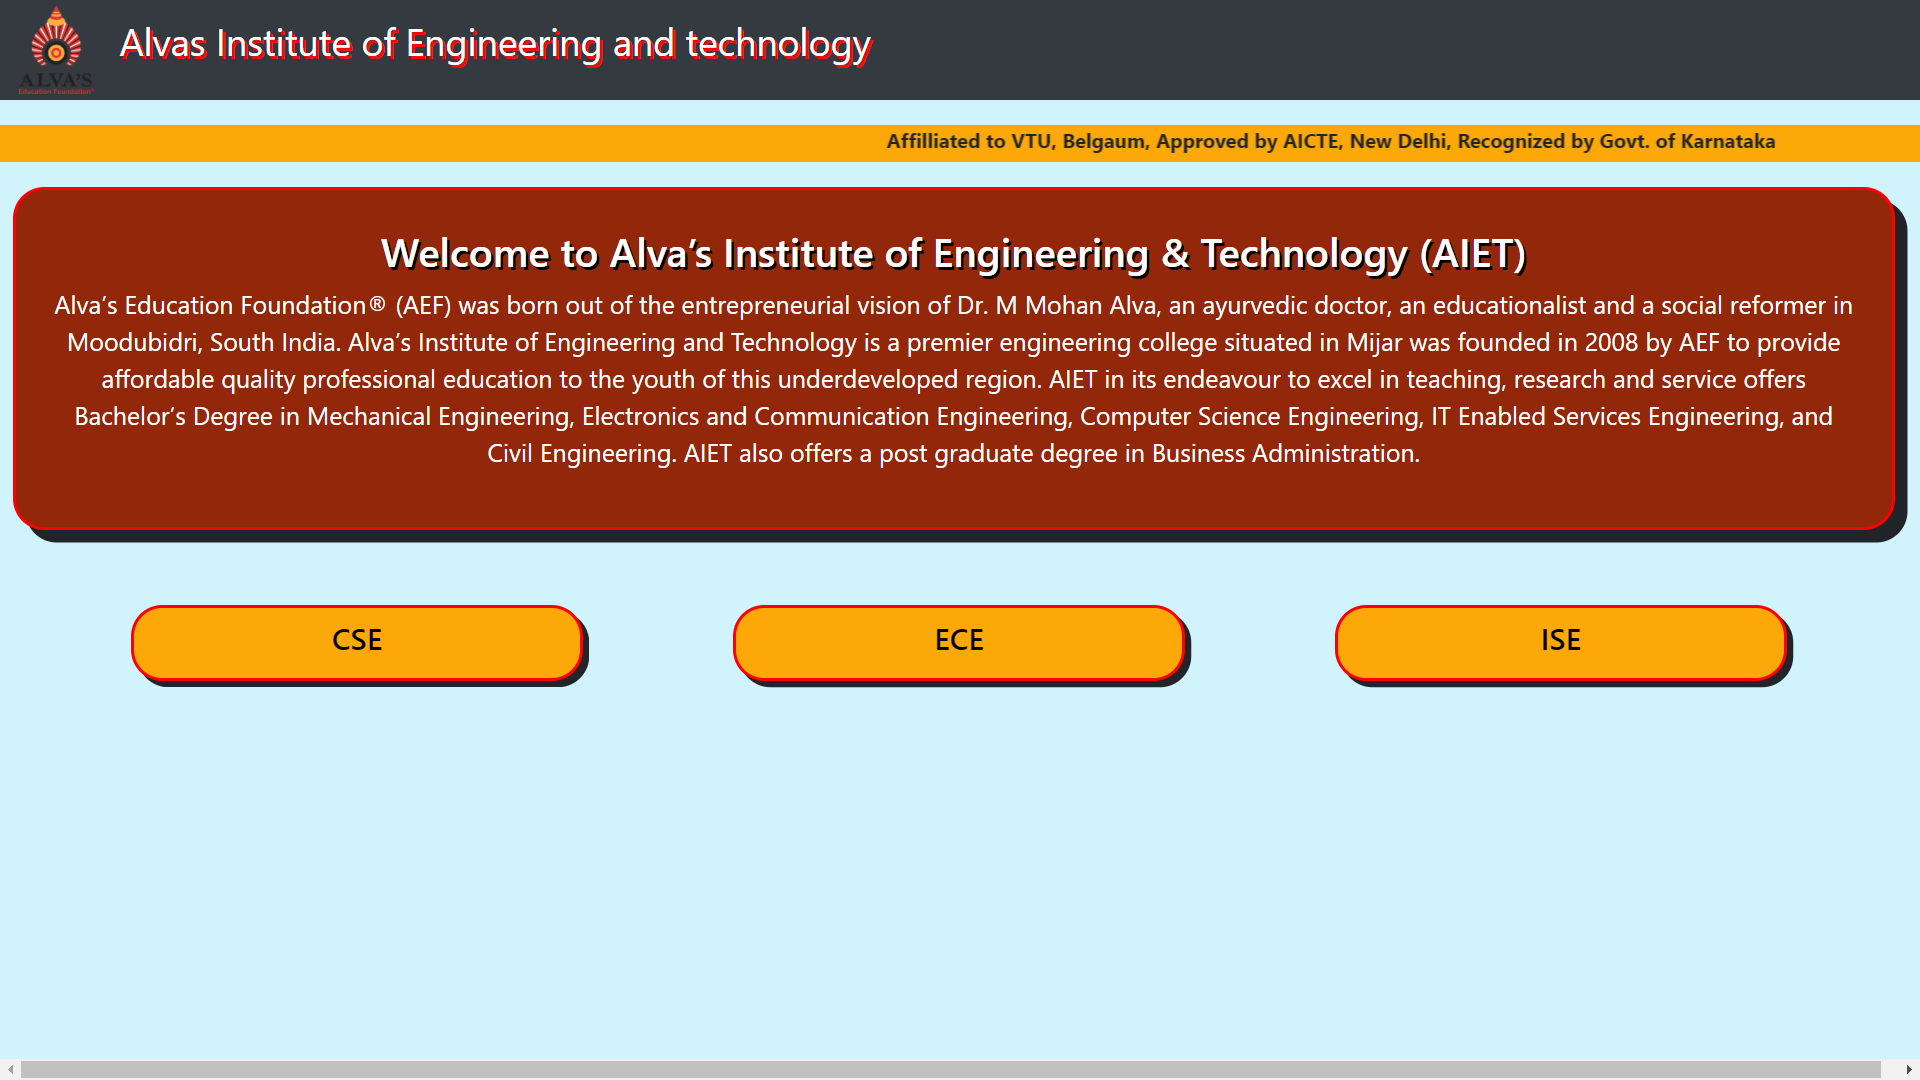 ALVA'S
Education Foundation®
Alvas Institute of Engineering and technology
Affilliated to VTU, Belgaum, Approved by AICTE, New Delhi, Recognized by Govt. of Karnataka
Welcome to Alva’s Institute of Engineering & Technology (AIET)
Alva’s Education Foundation® (AEF) was born out of the entrepreneurial vision of Dr. M Mohan Alva, an ayurvedic doctor, an educationalist and a social reformer in
Moodubidri, South India. Alva’s Institute of Engineering and Technology is a premier engineering college situated in Mijar was founded in 2008 by AEF to provide
affordable quality professional education to the youth of this underdeveloped region. AIET in its endeavour to excel in teaching, research and service offers
Bachelor’s Degree in Mechanical Engineering, Electronics and Communication Engineering, Computer Science Engineering, IT Enabled Services Engineering, and
Civil Engineering. AIET also offers a post graduate degree in Business Administration.
CSE
ECE
ISE